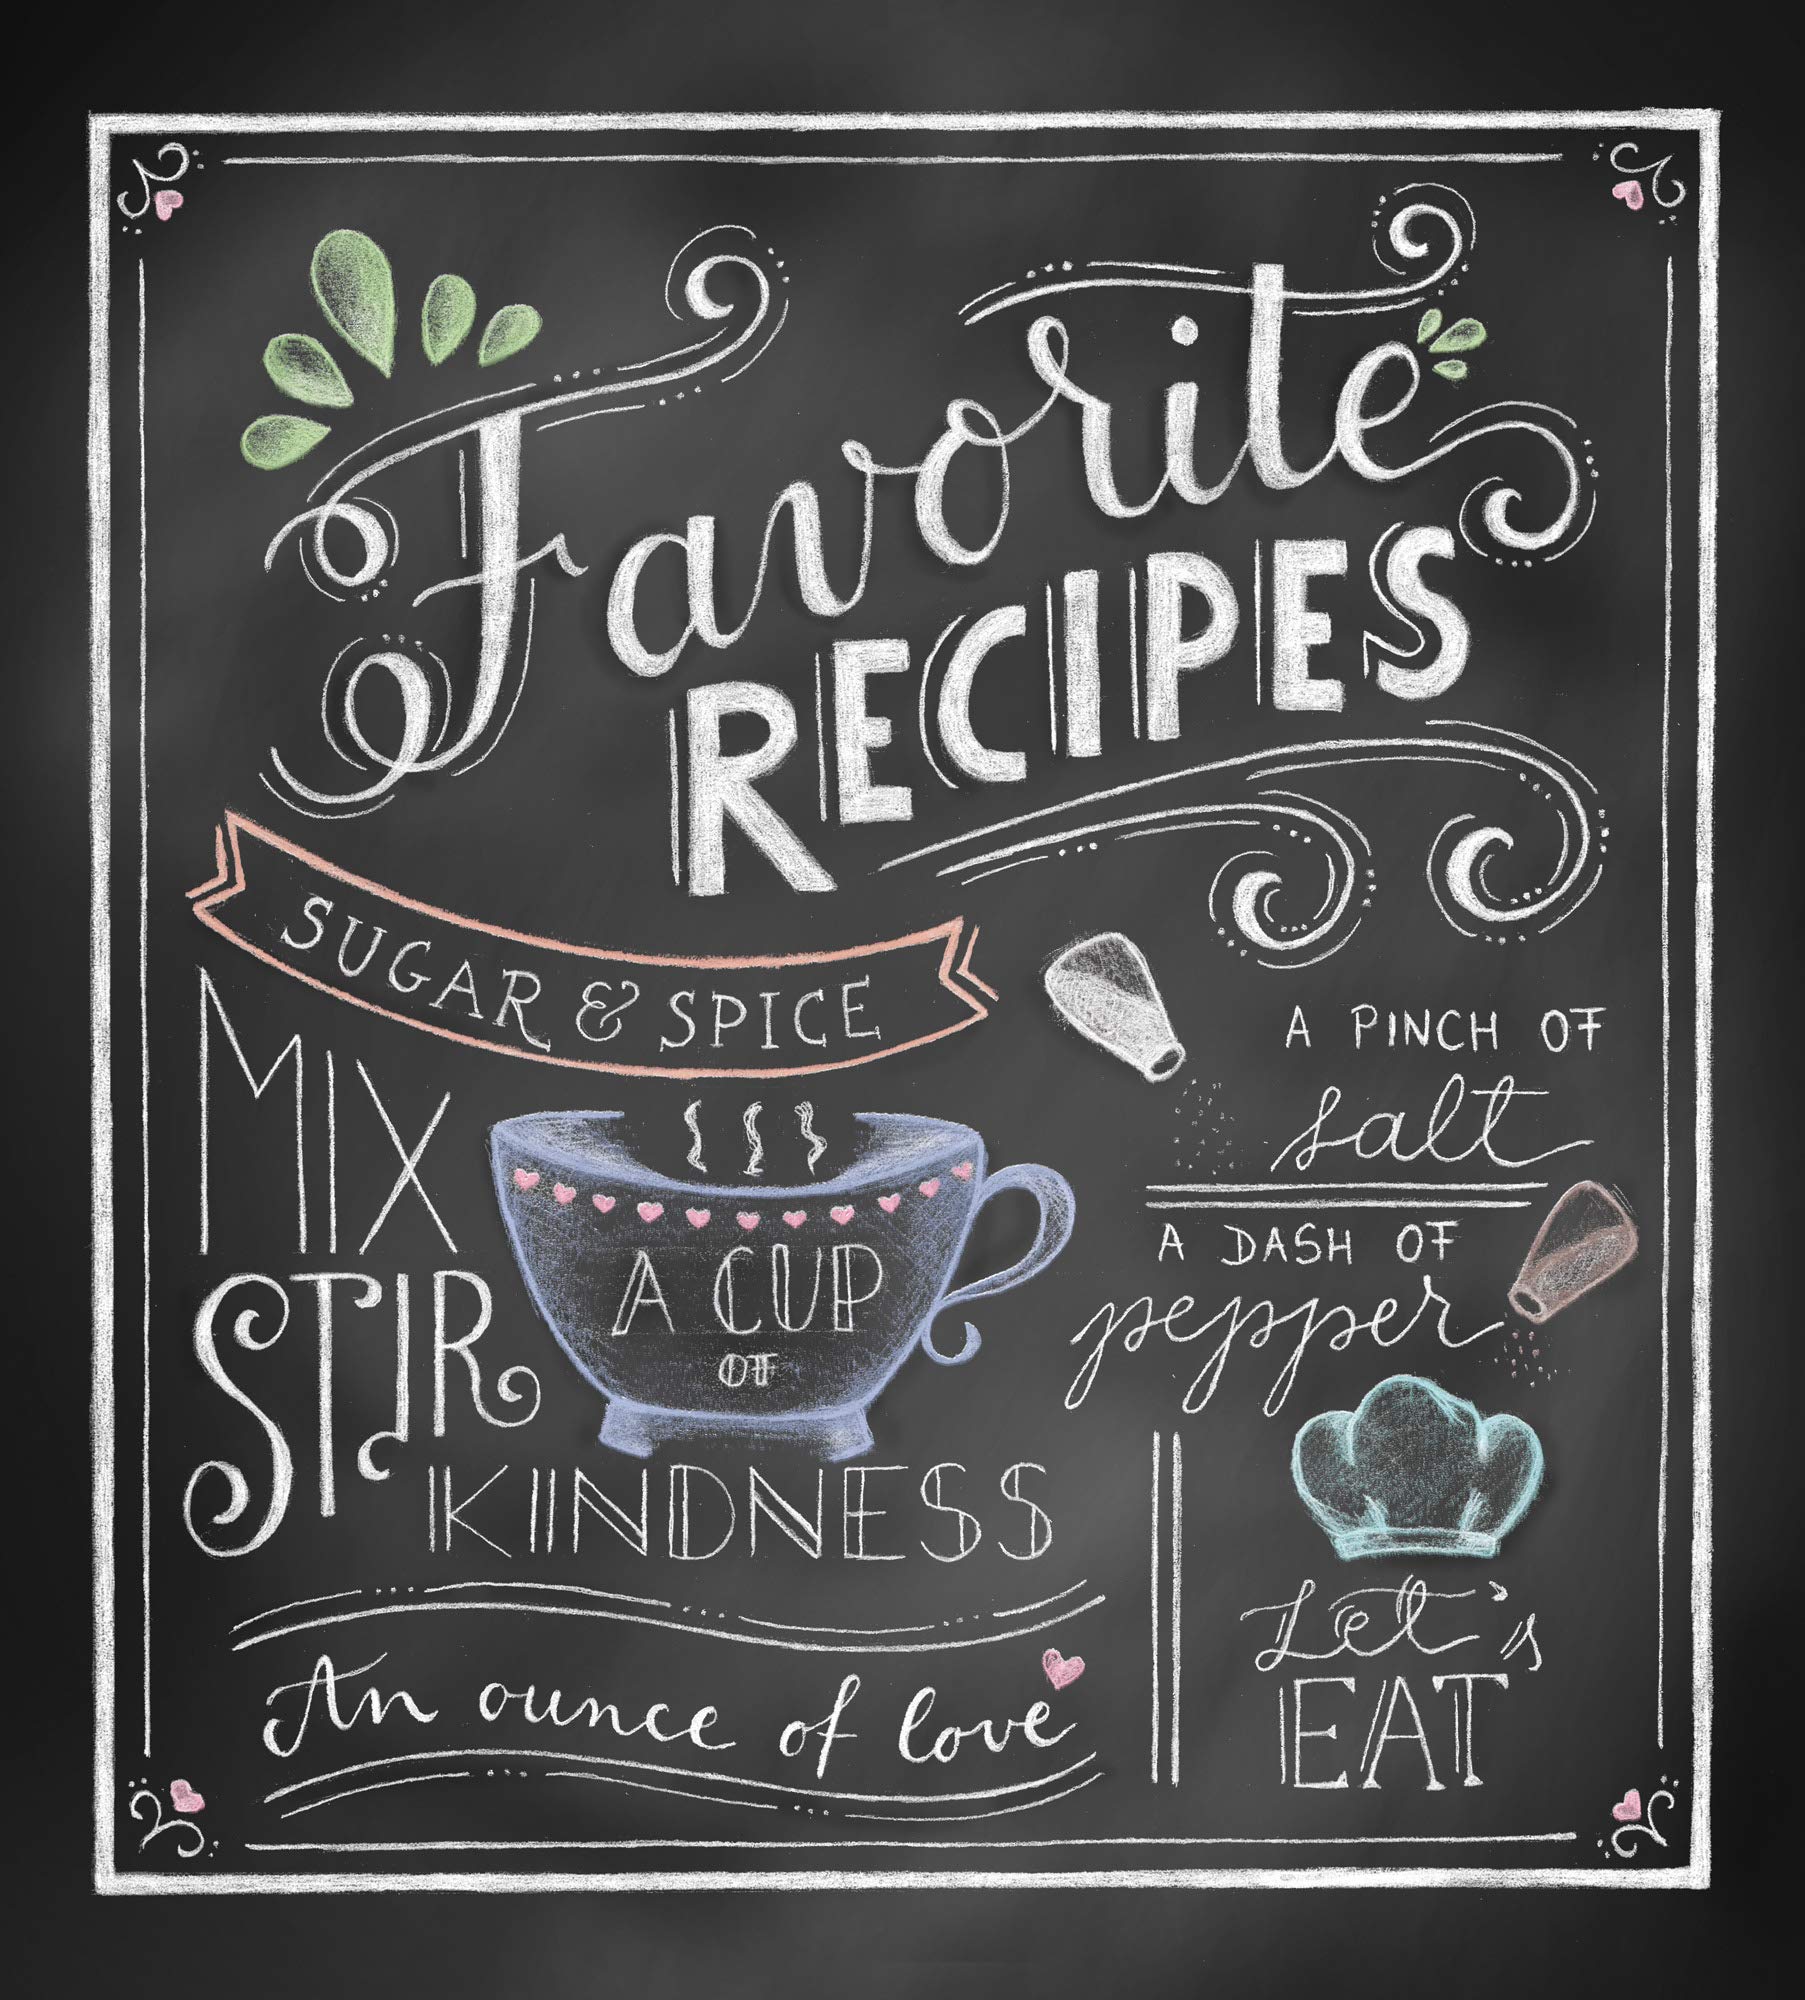 Favorite
RECIPES
SUGAR & SPICE
MIX
STIR
A CUP
OF
KINDNESS
An ounce of love
A PINCH OF
salt
A DASH OF
pepper
Let's
EAT